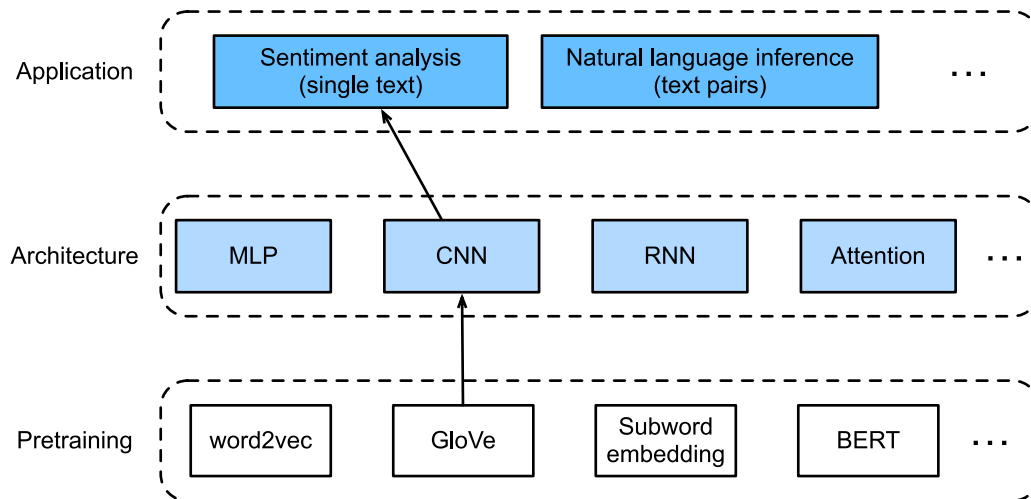 Application
Sentiment analysis
(single text)
Natural language inference
(text pairs)
...
Architecture
MLP
CNN
RNN
Attention
...
Pretraining
word2vec
GloVe
Subword
embedding
BERT
...